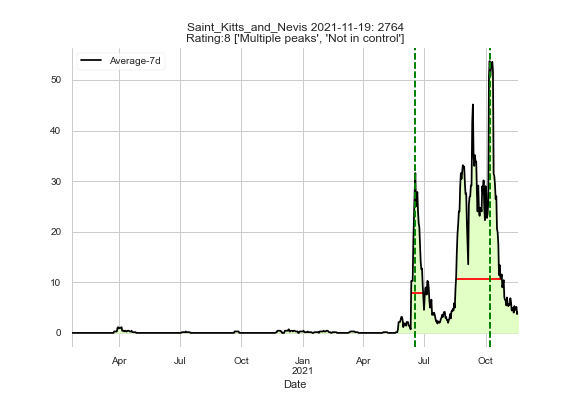 Saint_Kitts_and_Nevis 2021-11-19: 2764
Rating:8 ['Multiple peaks', 'Not in control']
Average-7d
50
40
30
20
10
0
Apr Jul Oct Jan Apr Jul Oct
2021
Date